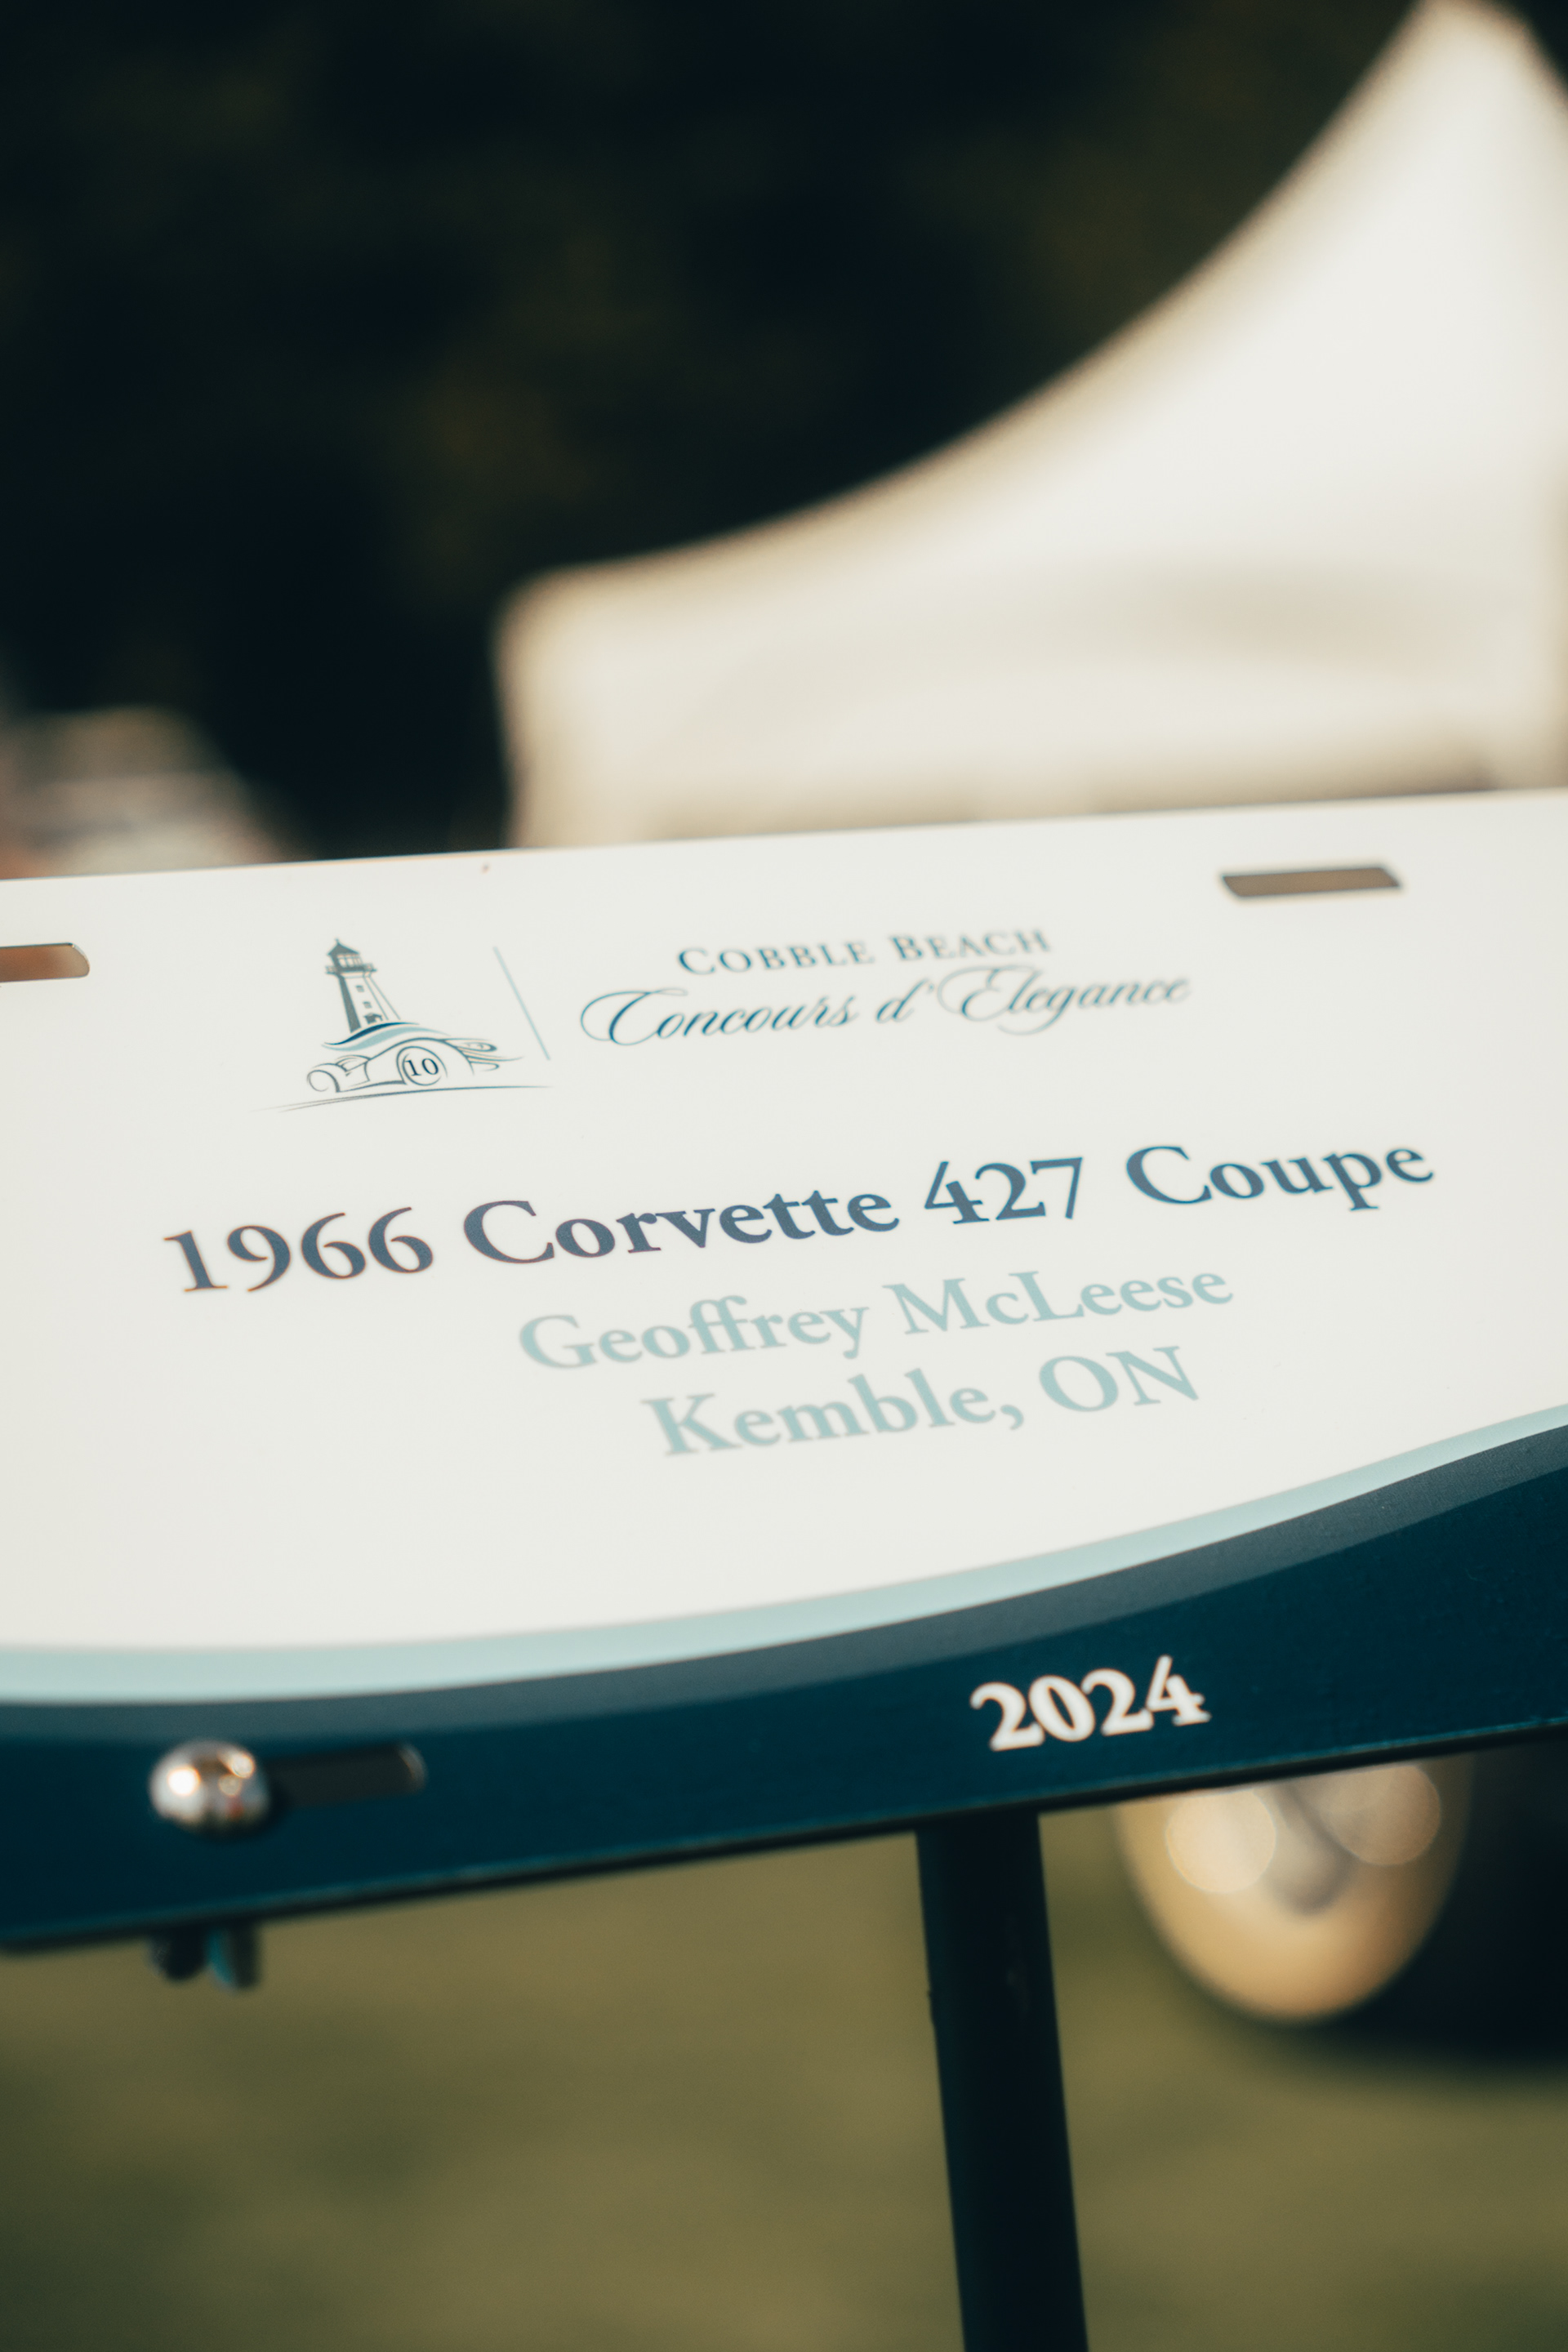 COBBLE BEACH
Concours d'Elegance
10
1966 Corvette 427 Coupe
Geoffrey McLeese
Kemble, ON
2024